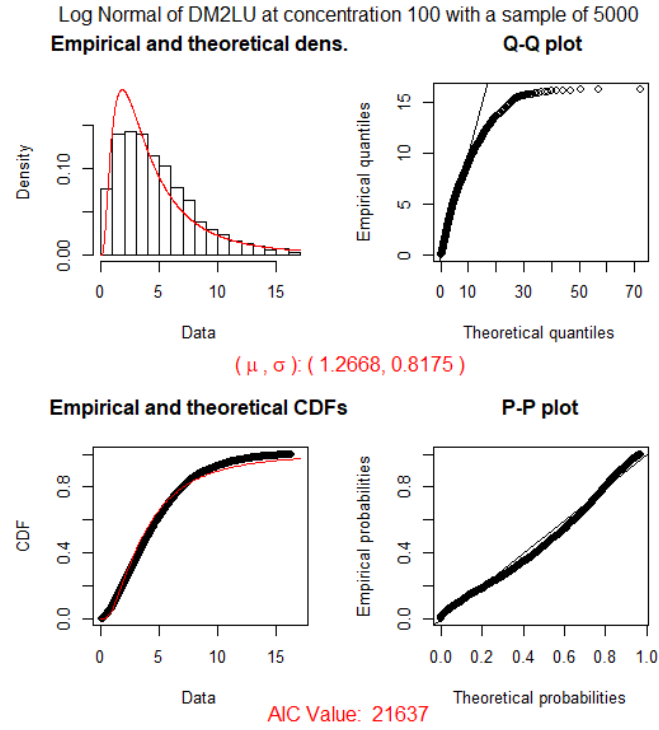 Log Normal of DM2LU at concentration 100 with a sample of 5000
Empirical and theoretical dens.
Density
0.00
0.10
0
5
10
15
Data
Q-Q plot
Empirical quantiles
0
5
10
15
0
10
30
50
70
Theoretical quantiles
( μ , σ ): ( 1.2668, 0.8175 )
Empirical and theoretical CDFs
CDF
0.0
0.4
0.8
0
5
10
15
Data
P-P plot
Empirical probabilities
0.0
0.4
0.8
0.0
0.2
0.4
0.6
0.8
1.0
Theoretical probabilities
AIC Value: 21637